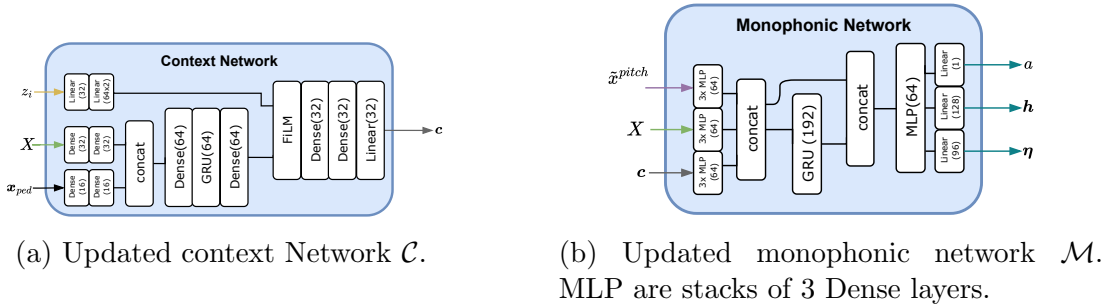 Context Network
z_i
Linear (32)
Linear (64x2)
X
Dense (32)
Dense (32)
x_ped
Dense (16)
Dense (16)
concat
Dense(64)
GRU(64)
Dense(64)
FiLM
Dense(32)
Dense(32)
Linear(32)
c
(a) Updated context Network C.
Monophonic Network
x̃^pitch
3x MLP (64)
X
3x MLP (64)
c
3x MLP (64)
concat
GRU (192)
concat
MLP(64)
Linear (1)
a
Linear (128)
h
Linear (96)
η
(b) Updated monophonic network M.
MLP are stacks of 3 Dense layers.